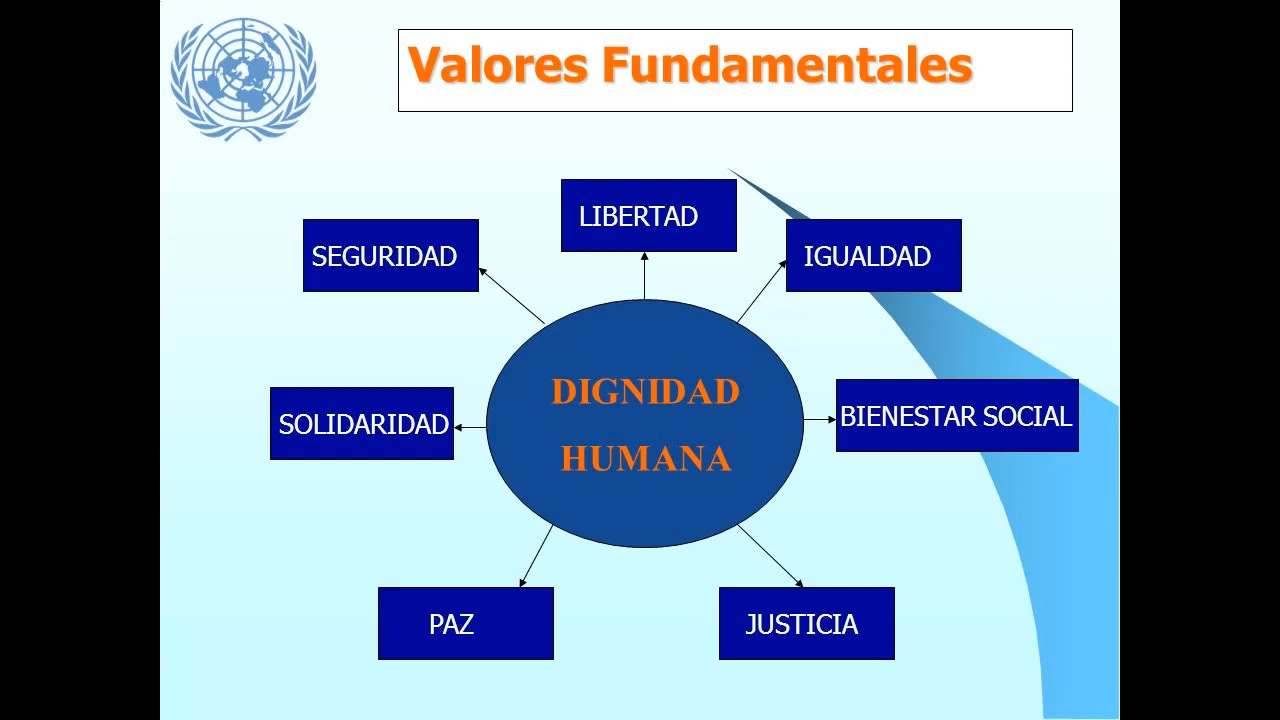 Valores Fundamentales
LIBERTAD
SEGURIDAD
IGUALDAD
DIGNIDAD
HUMANA
SOLIDARIDAD
BIENESTAR SOCIAL
PAZ
JUSTICIA